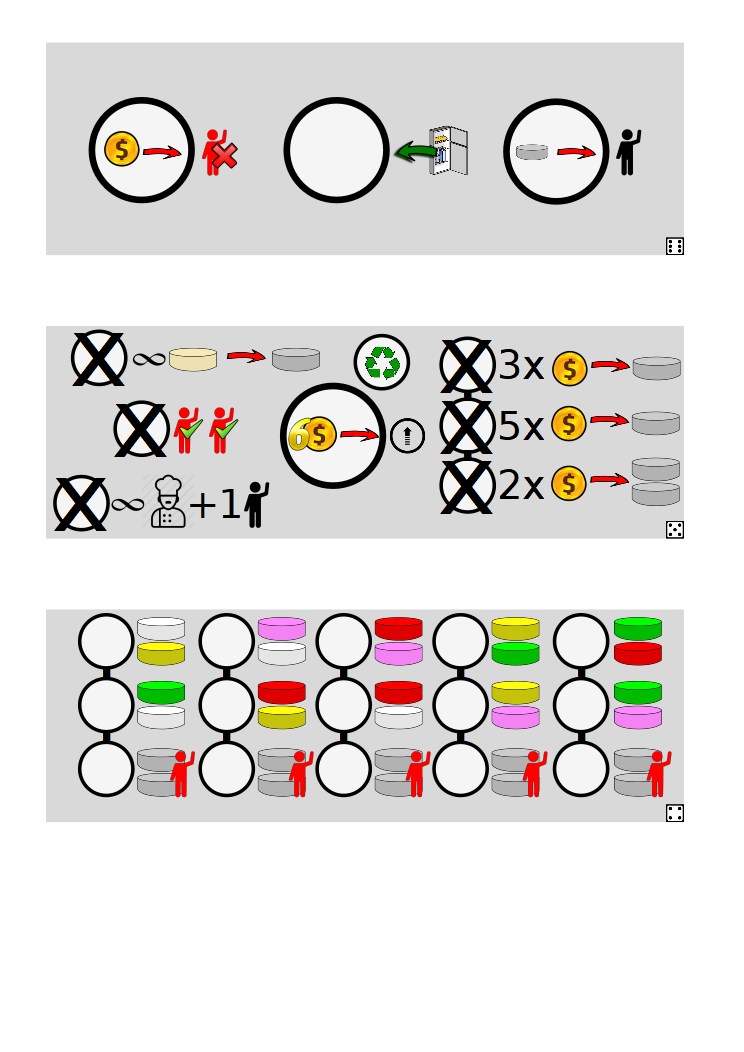 $
$
X ∞
X
X ∞ +1
6$
X 3x $
X 5x $
X 2x $